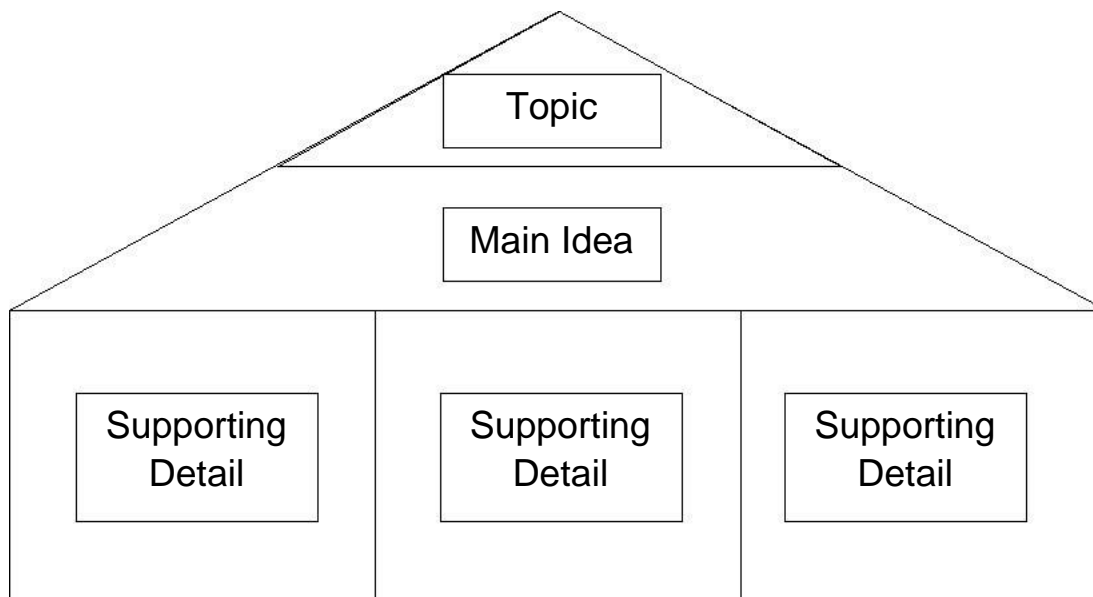 Topic
Main Idea
Supporting
Detail
Supporting
Detail
Supporting
Detail